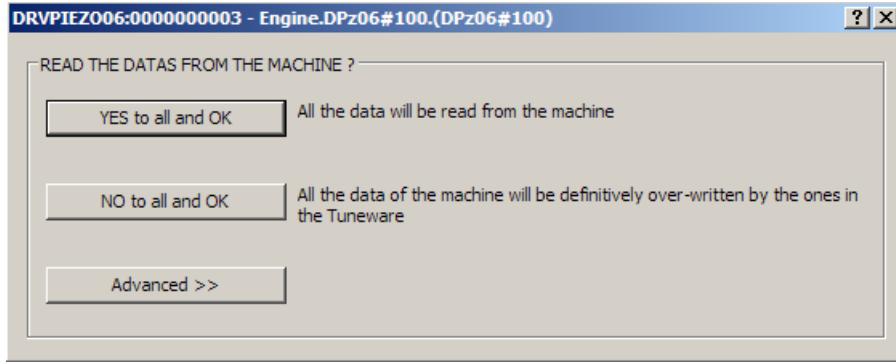 DRVPIEZO06:0000000003 - Engine.DPz06#100.(DPz06#100)
READ THE DATAS FROM THE MACHINE ?
YES to all and OK
All the data will be read from the machine
NO to all and OK
All the data of the machine will be definitively over-written by the ones in
the Tuneware
Advanced >>